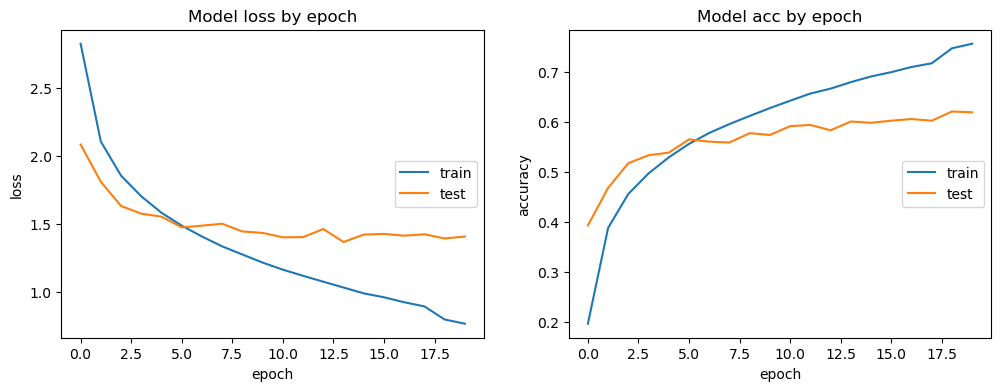 Model loss by epoch
loss
2.5
2.0
1.5
1.0
0.0 2.5 5.0 7.5 10.0 12.5 15.0 17.5
epoch
train
test
Model acc by epoch
accuracy
0.7
0.6
0.5
0.4
0.3
0.2
0.0 2.5 5.0 7.5 10.0 12.5 15.0 17.5
epoch
train
test